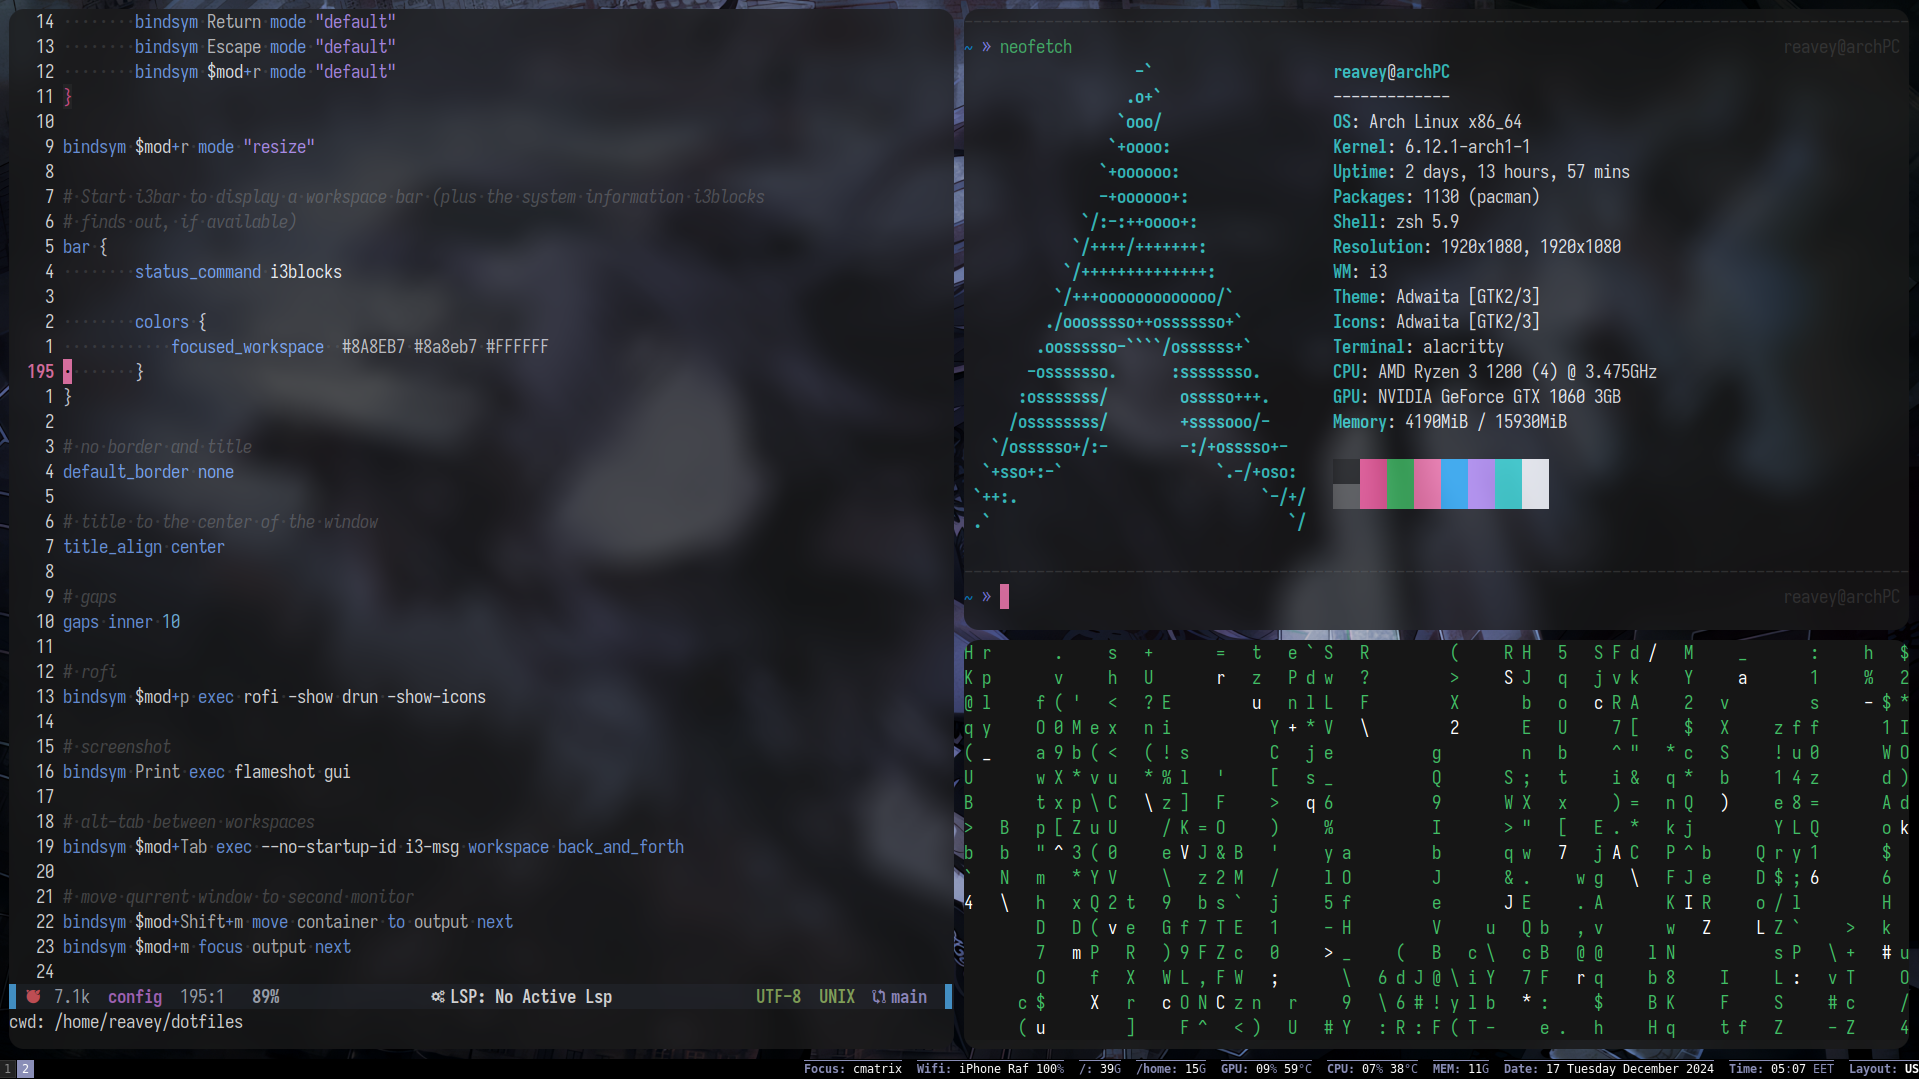 14 bindsym Return mode "default"
13 bindsym Escape mode "default"
12 bindsym $mod+r mode "default"
11 }
10
9 bindsym $mod+r mode "resize"
8
7 # Start i3bar to display a workspace bar (plus the system information i3blocks
6 # finds out, if available)
5 bar {
4 status_command i3blocks
3
2 colors {
1 focused_workspace #8A8EB7 #8a8eb7 #FFFFFF
195 }
1 }
2
3 # no border and title
4 default_border none
5
6 # title to the center of the window
7 title_align center
8
9 # gaps
10 gaps inner 10
11
12 # rofi
13 bindsym $mod+p exec rofi -show drun -show-icons
14
15 # screenshot
16 bindsym Print exec flameshot gui
17
18 # alt-tab between workspaces
19 bindsym $mod+Tab exec --no-startup-id i3-msg workspace back_and_forth
20
21 # move qurrent window to second monitor
22 bindsym $mod+Shift+m move container to output next
23 bindsym $mod+m focus output next
24
7.1k config 195:1 89% LSP: No Active Lsp UTF-8 UNIX main
cwd: /home/reavey/dotfiles
~ » neofetch reavey@archPC
reavey@archPC
-------------
OS: Arch Linux x86_64
Kernel: 6.12.1-arch1-1
Uptime: 2 days, 13 hours, 57 mins
Packages: 1130 (pacman)
Shell: zsh 5.9
Resolution: 1920x1080, 1920x1080
WM: i3
Theme: Adwaita [GTK2/3]
Icons: Adwaita [GTK2/3]
Terminal: alacritty
CPU: AMD Ryzen 3 1200 (4) @ 3.475GHz
GPU: NVIDIA GeForce GTX 1060 3GB
Memory: 4190MiB / 15930MiB
~ » reavey@archPC
1 2
Focus: cmatrix Wifi: iPhone Raf 100% /: 39G /home: 15G GPU: 09% 59°C CPU: 07% 38°C MEM: 11G Date: 17 Tuesday December 2024 Time: 05:07 EET Layout: US